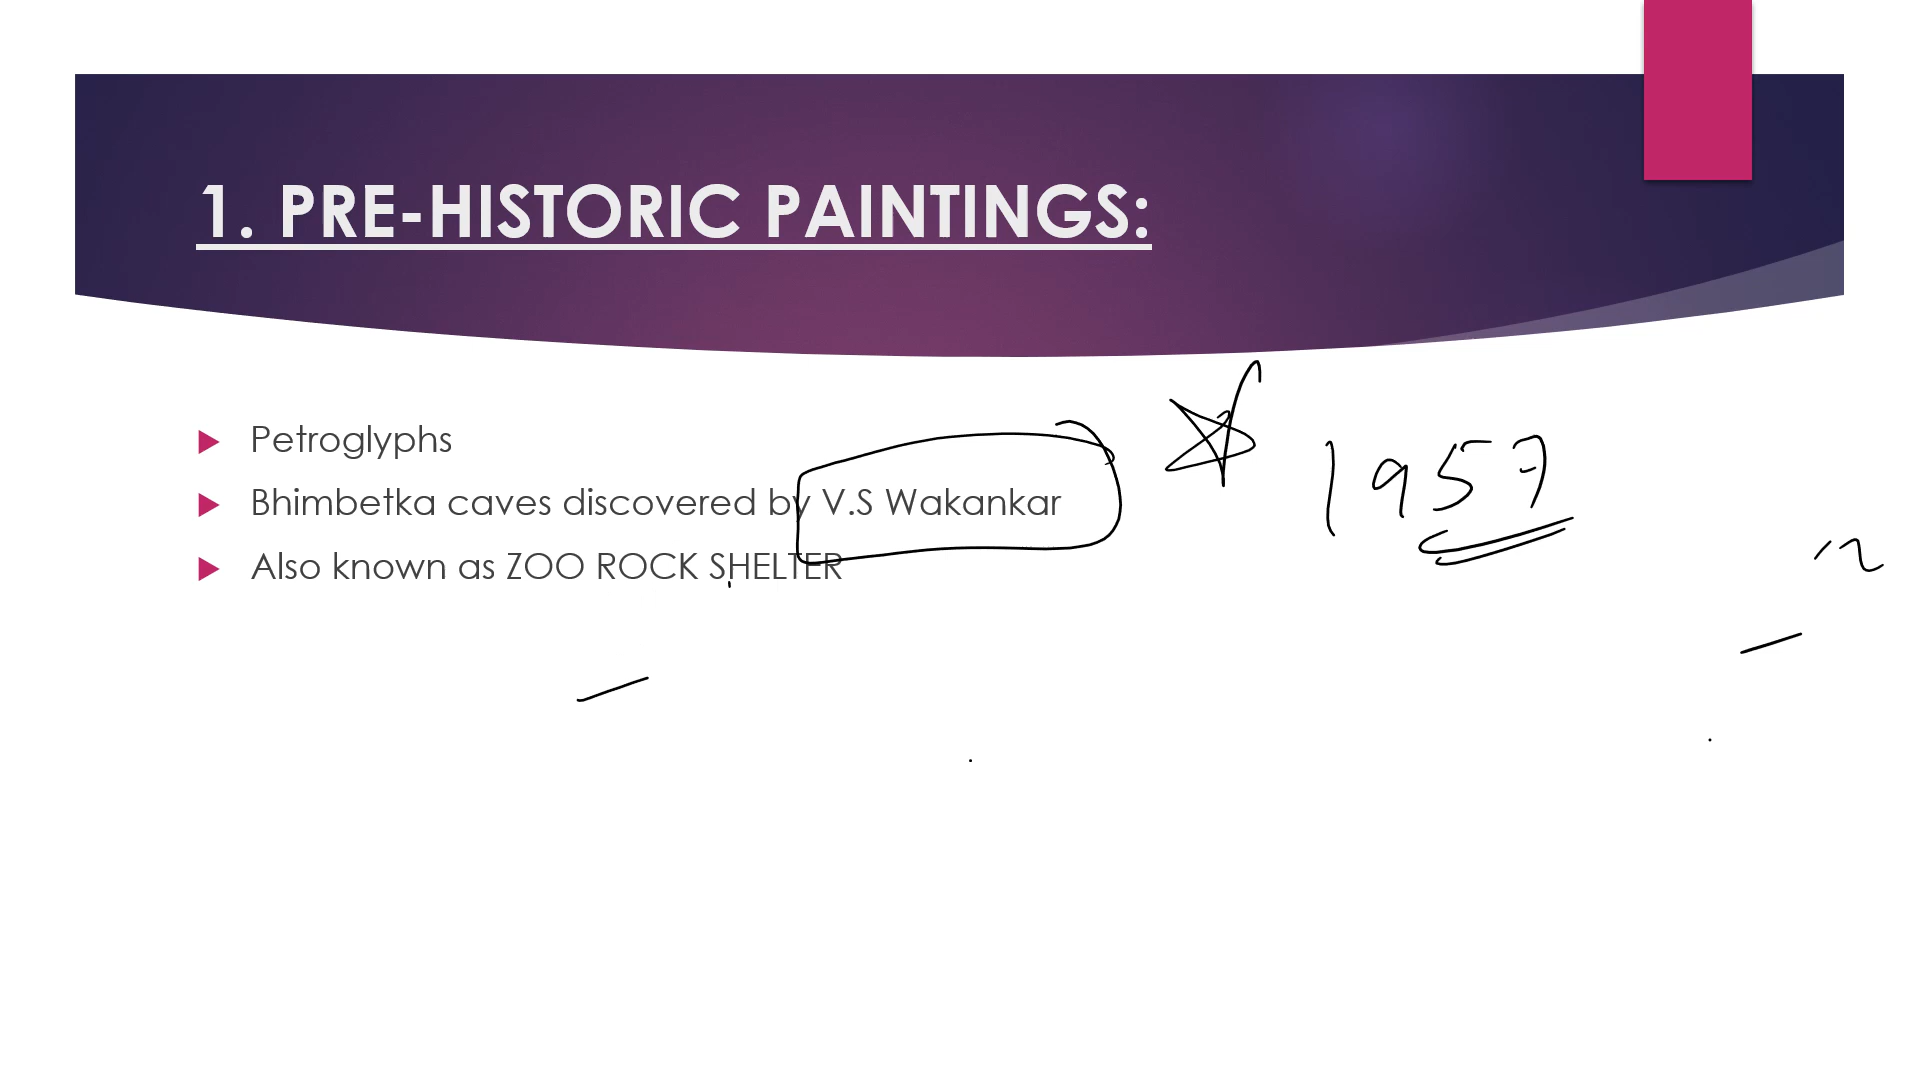 1. PRE-HISTORIC PAINTINGS:
Petroglyphs
Bhimbetka caves discovered by V.S Wakankar
1957
Also known as ZOO ROCK SHELTER